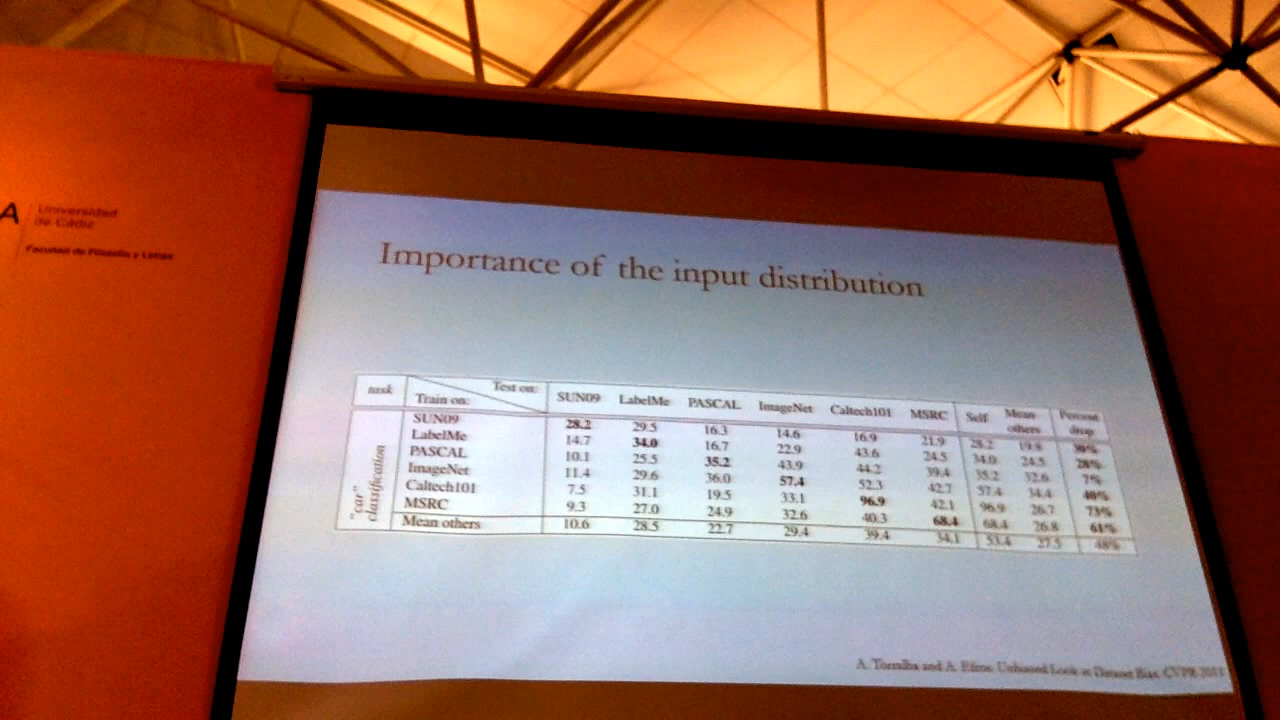 A
Universidad
de Cádiz
Facultad de Filosofía y Letras
Importance of the input distribution
task Train on: Test on: SUN09 LabelMe PASCAL ImageNet Caltech101 MSRC Self Mean others Percent drop
"car" classification
SUN09 28.2 29.5 16.3 14.6 16.9 21.9 28.2 19.8 30%
LabelMe 14.7 34.0 16.7 22.9 43.6 24.5 34.0 24.5 28%
PASCAL 10.1 25.5 35.2 43.9 44.2 39.4 35.2 32.6 7%
ImageNet 11.4 29.6 36.0 57.4 52.3 42.7 57.4 34.4 40%
Caltech101 7.5 31.1 19.5 33.1 96.9 42.1 96.9 26.7 73%
MSRC 9.3 27.0 24.9 32.6 40.3 68.4 68.4 26.8 61%
Mean others 10.6 28.5 22.7 29.4 39.4 34.1 53.4 27.5 48%
A. Torralba and A. Efros. Unbiased Look at Dataset Bias. CVPR 2011